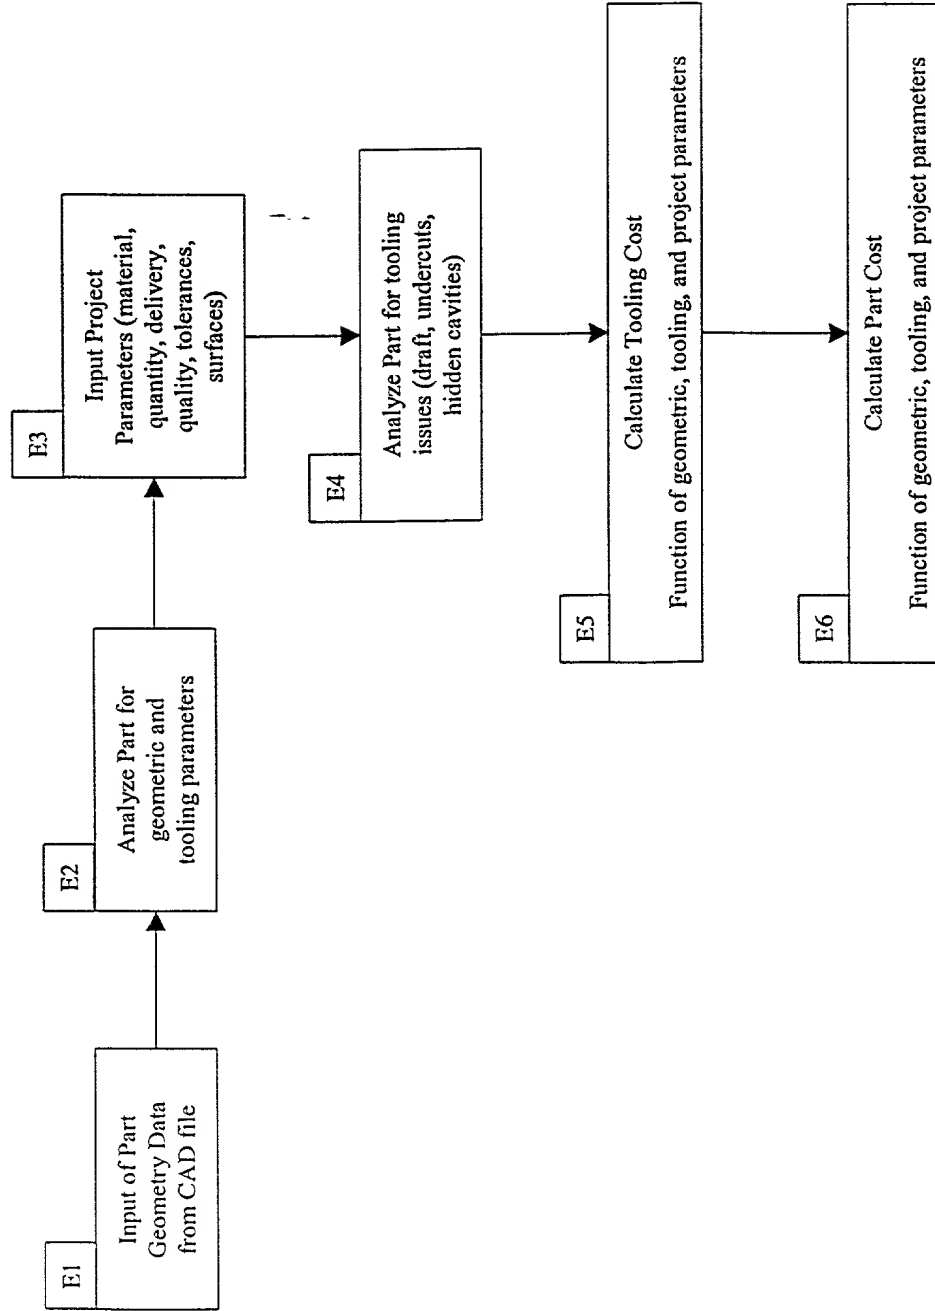 E1
Input of Part
Geometry Data
from CAD file
E2
Analyze Part for
geometric and
tooling parameters
E3
Input Project
Parameters (material,
quantity, delivery,
quality, tolerances,
surfaces)
E4
Analyze Part for tooling
issues (draft, undercuts,
hidden cavities)
E5
Calculate Tooling Cost
Function of geometric, tooling, and project parameters
E6
Calculate Part Cost
Function of geometric, tooling, and project parameters